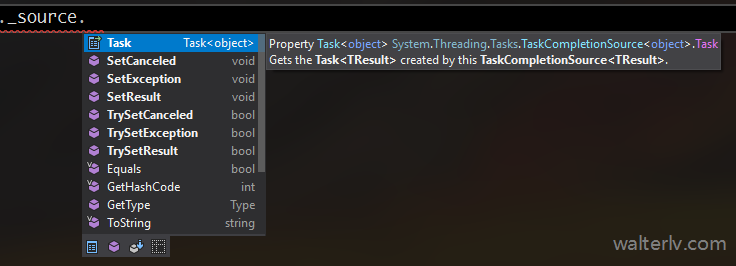 ._source.
Task Task<object>
SetCanceled void
SetException void
SetResult void
TrySetCanceled bool
TrySetException bool
TrySetResult bool
Equals bool
GetHashCode int
GetType Type
ToString string
Property Task<object> System.Threading.Tasks.TaskCompletionSource<object>.Task
Gets the Task<TResult> created by this TaskCompletionSource<TResult>.
walterlv.com